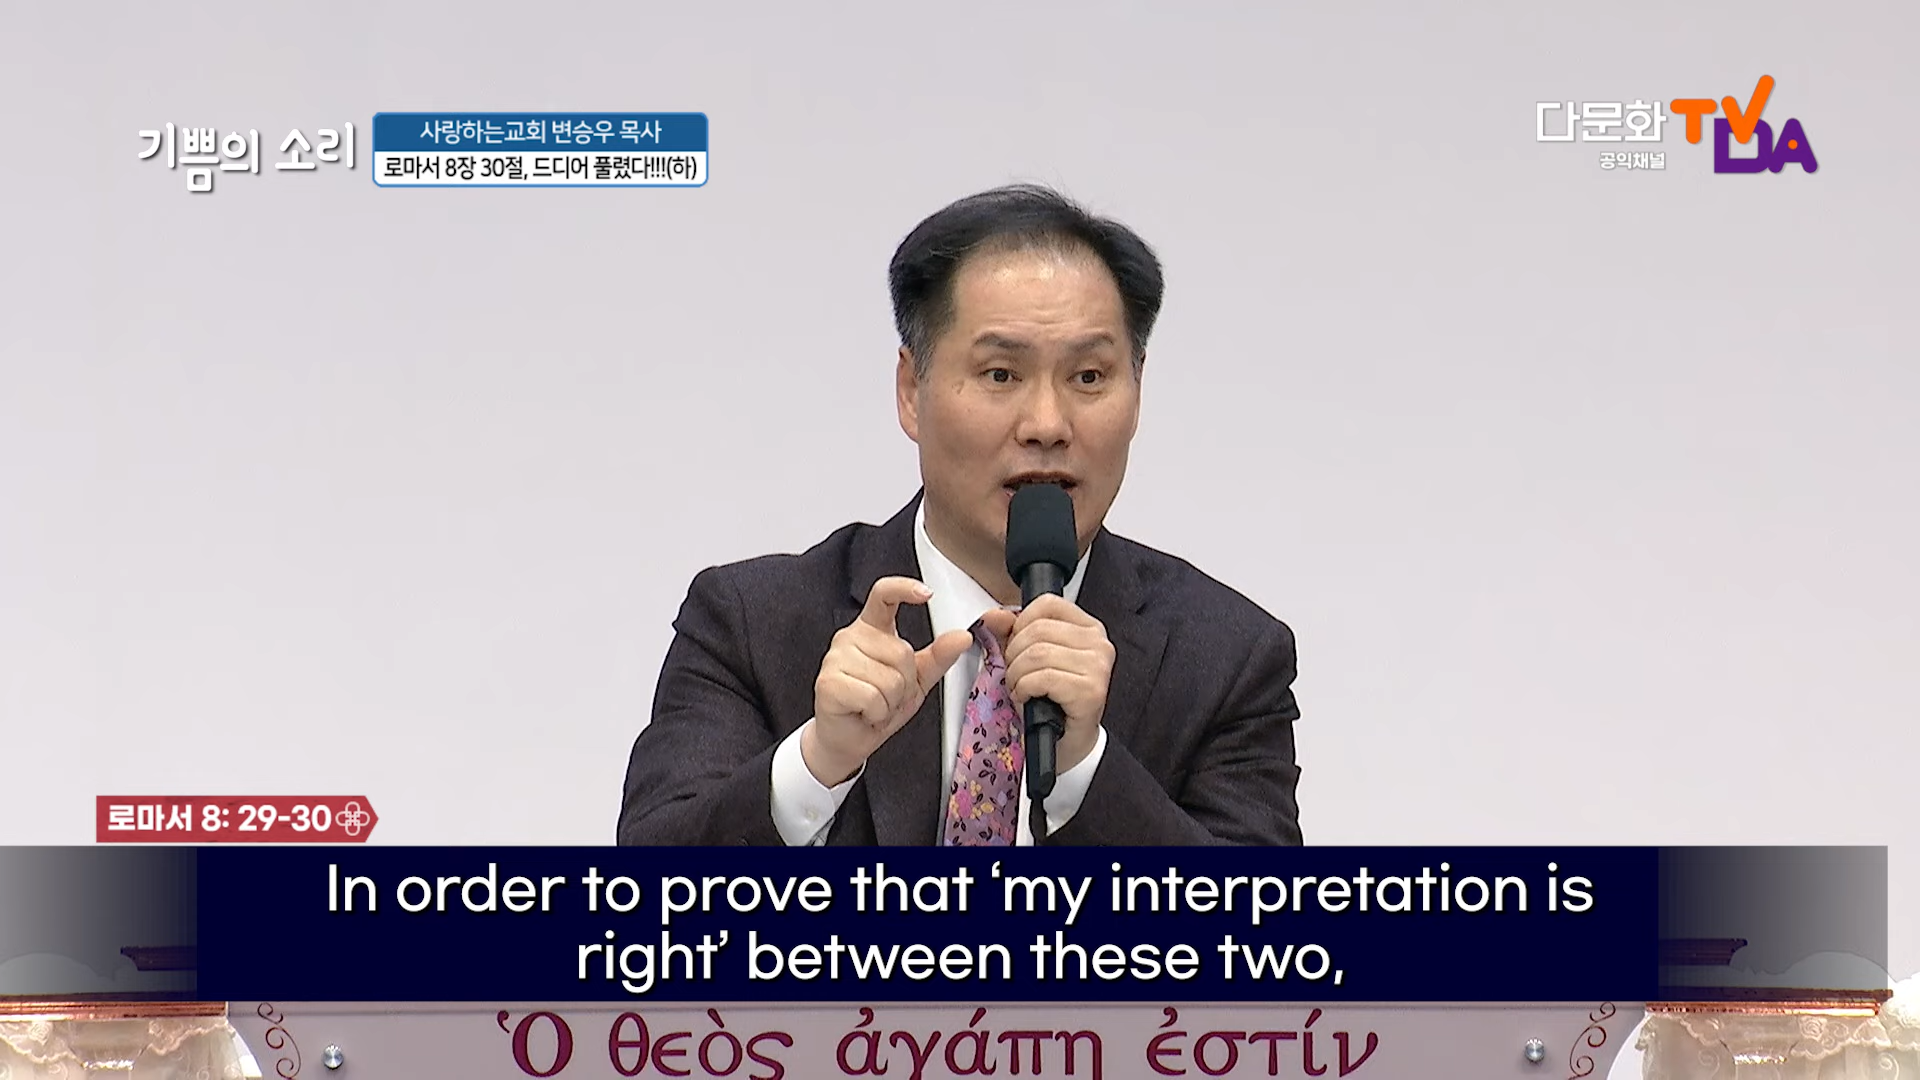 기쁨의 소리
사랑하는교회 변승우 목사
로마서 8장 30절, 드디어 풀렸다!!!(하)
다문화 TV
공익채널 DA
로마서 8: 29-30
In order to prove that ‘my interpretation is
right’ between these two,
Ὁ θεὸς ἀγάπη ἐστίν